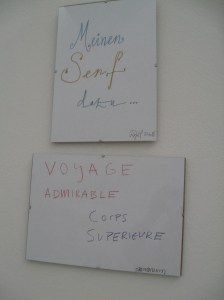 Meinen
Senf
dazu...
VOYAGE
ADMIRABLE
CORPS
SUPERIEURE